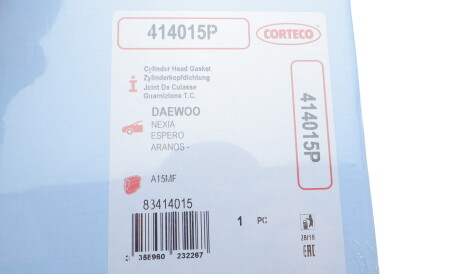 414015P
CORTECO
Cylinder Head Gasket
Zylinderkopfdichtung
Joint De Culasse
Guarnizione T.C.
414015P
DAEWOO
NEXIA
ESPERO
ARANOS -
A15MF
83414015
1 PC
28/18
EAC
3 358960 232267